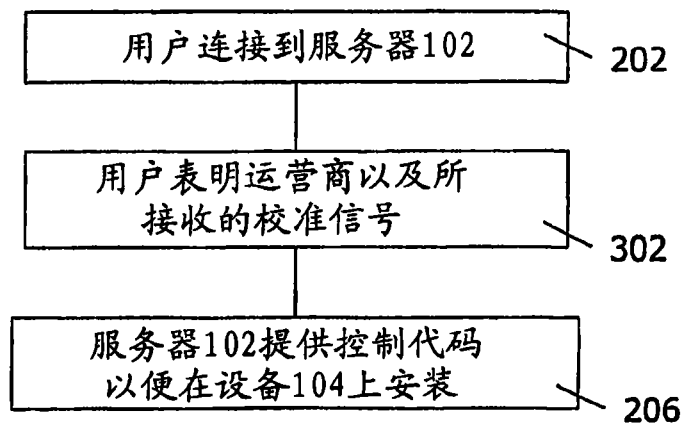 用户连接到服务器102
202
用户表明运营商以及所
接收的校准信号
302
服务器102提供控制代码
以便在设备104上安装
206